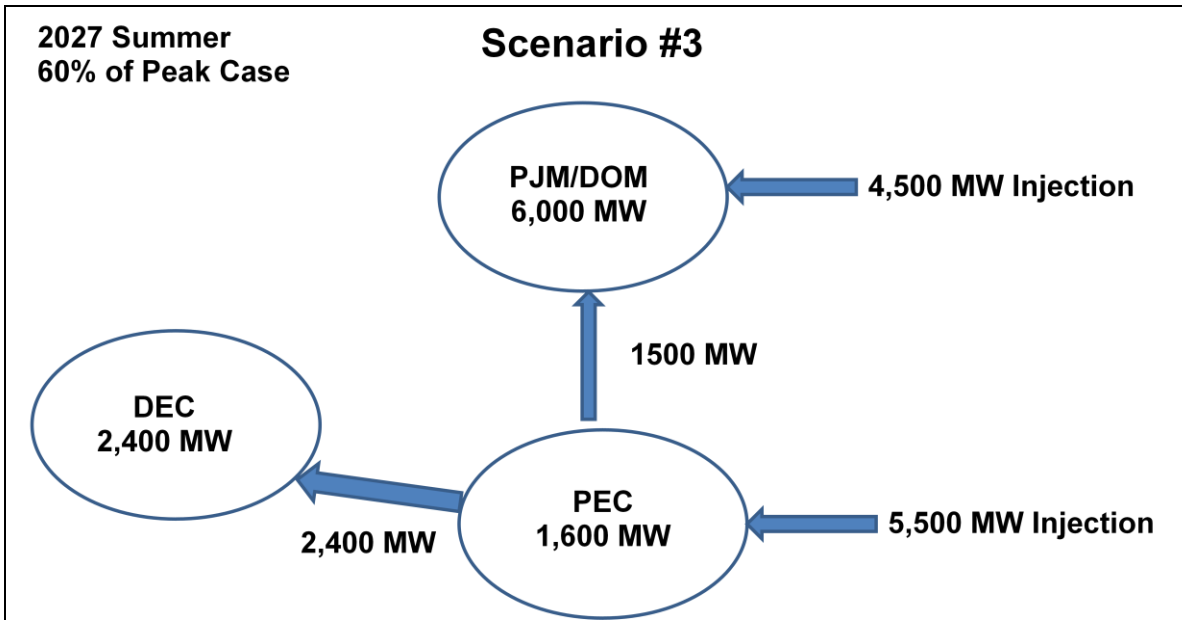 2027 Summer
60% of Peak Case
Scenario #3
PJM/DOM
6,000 MW
4,500 MW Injection
1500 MW
DEC
2,400 MW
2,400 MW
PEC
1,600 MW
5,500 MW Injection